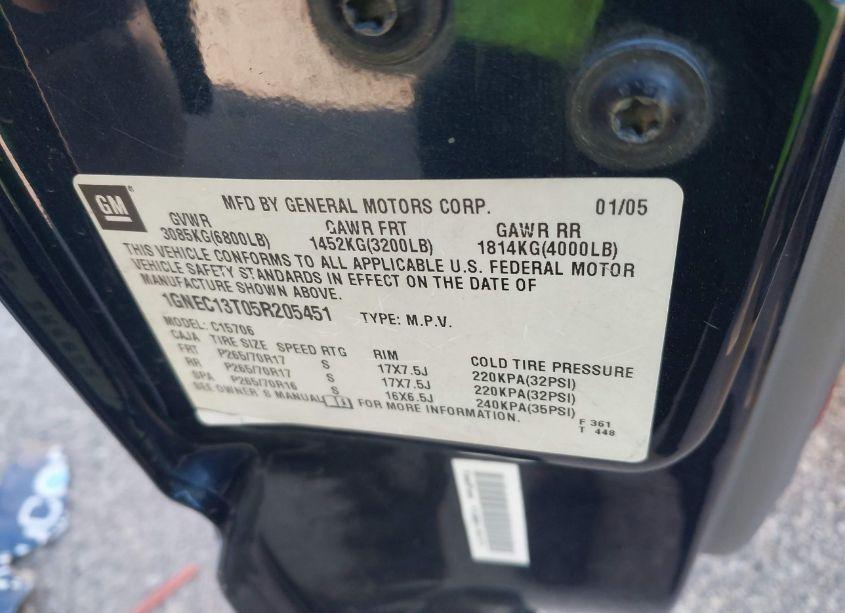 GM
MFD BY GENERAL MOTORS CORP. 01/05
GVWR GAWR FRT GAWR RR
3085KG(6800LB) 1452KG(3200LB) 1814KG(4000LB)
THIS VEHICLE CONFORMS TO ALL APPLICABLE U.S. FEDERAL MOTOR
VEHICLE SAFETY STANDARDS IN EFFECT ON THE DATE OF
MANUFACTURE SHOWN ABOVE.
1GNEC13T05R205451 TYPE: M.P.V.
MODEL: C15706
CAJA TIRE SIZE SPEED RTG RIM COLD TIRE PRESSURE
FRT P265/70R17 S 17X7.5J 220KPA(32PSI)
RR P265/70R17 S 17X7.5J 220KPA(32PSI)
SPA P265/70R16 S 16X6.5J 240KPA(35PSI)
SEE OWNER'S MANUAL FOR MORE INFORMATION.
F 361
T 448